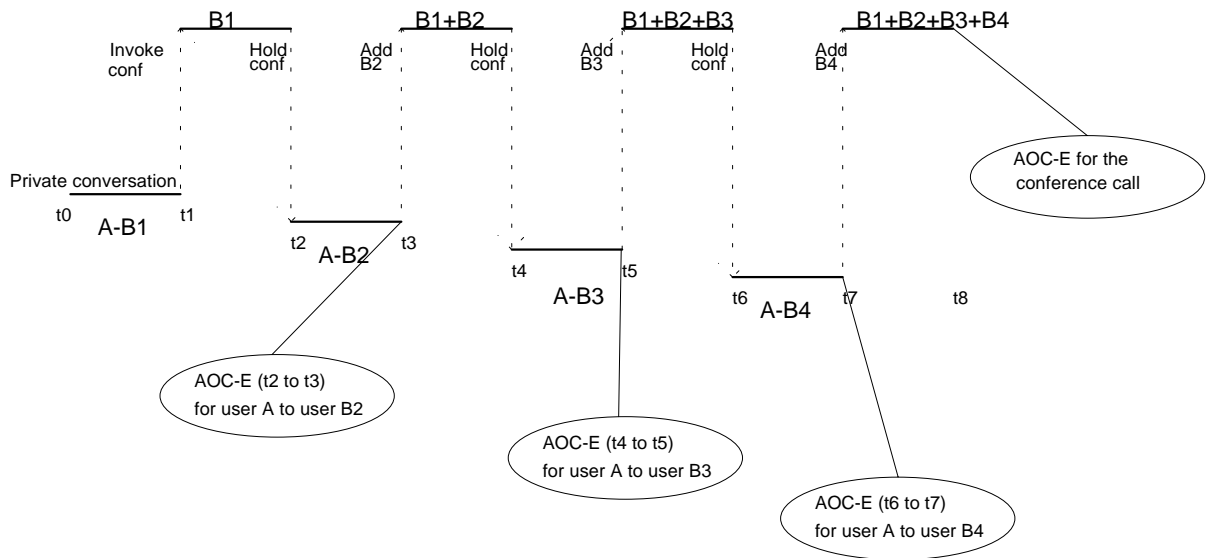 B1
B1+B2
B1+B2+B3
B1+B2+B3+B4
Invoke
conf
Hold
conf
Add
B2
Hold
conf
Add
B3
Hold
conf
Add
B4
AOC-E for the
conference call
Private conversation
t0
t1
A-B1
t2
t3
A-B2
t4
t5
A-B3
t6
t7
t8
A-B4
AOC-E (t2 to t3)
for user A to user B2
AOC-E (t4 to t5)
for user A to user B3
AOC-E (t6 to t7)
for user A to user B4